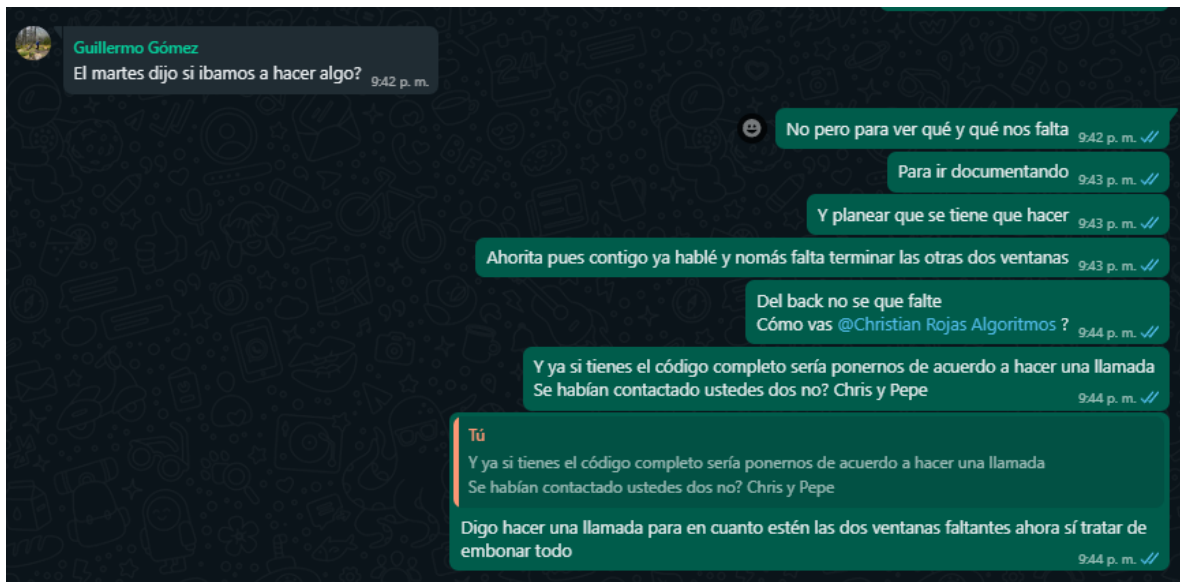 Guillermo Gómez
El martes dijo si ibamos a hacer algo? 9:42 p. m.
No pero para ver qué y qué nos falta 9:42 p. m.
Para ir documentando 9:43 p. m.
Y planear que se tiene que hacer 9:43 p. m.
Ahorita pues contigo ya hablé y nomás falta terminar las otras dos ventanas 9:43 p. m.
Del back no se que falte
Cómo vas @Christian Rojas Algoritmos ? 9:44 p. m.
Y ya si tienes el código completo sería ponernos de acuerdo a hacer una llamada
Se habían contactado ustedes dos no? Chris y Pepe 9:44 p. m.
Tú
Y ya si tienes el código completo sería ponernos de acuerdo a hacer una llamada
Se habían contactado ustedes dos no? Chris y Pepe
Digo hacer una llamada para en cuanto estén las dos ventanas faltantes ahora sí tratar de
embonar todo 9:44 p. m.